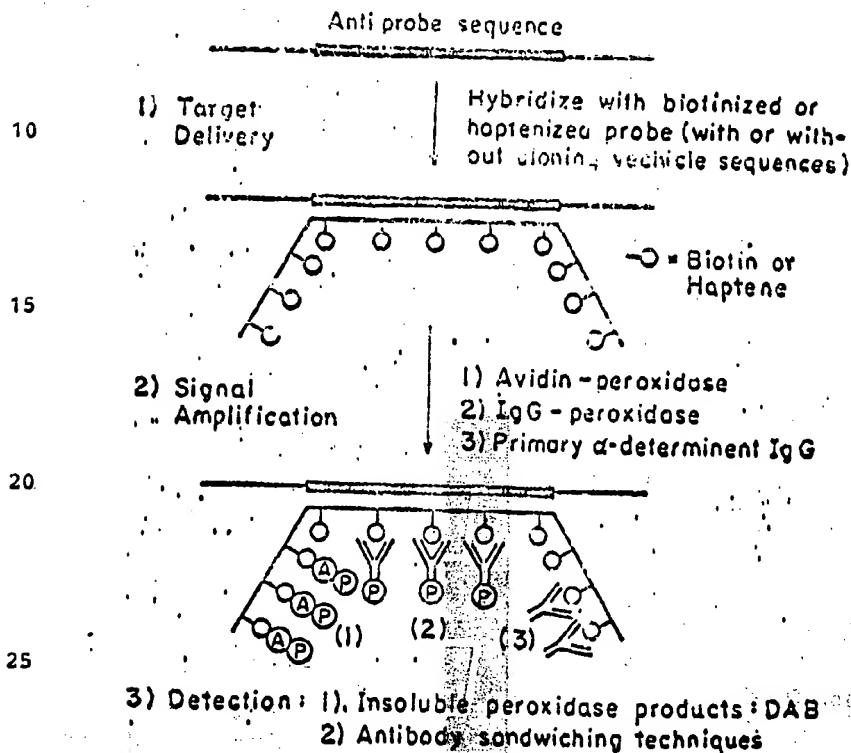 Anti probe sequence
1) Target
Delivery
10
Hybridize with biotinized or
haptenized probe (with or with-
out cloning vechicle sequences)
= Biotin or
Haptene
15
2) Signal
Amplification
1) Avidin-peroxidase
2) IgG-peroxidase
3) Primary α-determinent IgG
20
A P
A P
A P
P P P
(1) (2) (3)
25
3) Detection: 1). Insoluble peroxidase products: DAB
2) Antibody sandwiching techniques